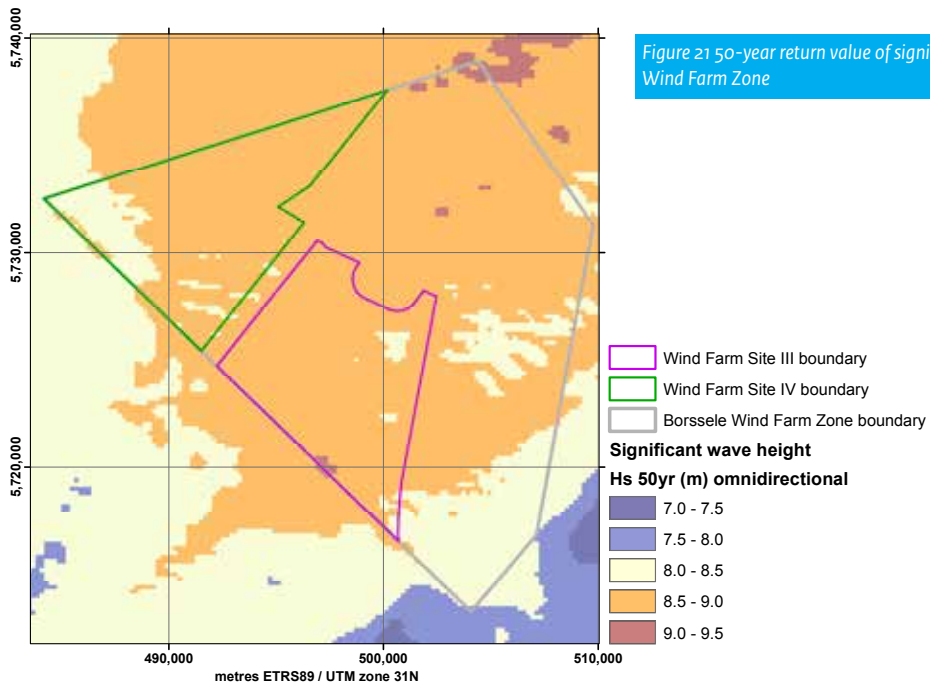 5,740,000
5,730,000
5,720,000
490,000
500,000
510,000
metres ETRS89 / UTM zone 31N
Figure 21 50-year return value of signi
Wind Farm Zone
Wind Farm Site III boundary
Wind Farm Site IV boundary
Borssele Wind Farm Zone boundary
Significant wave height
Hs 50yr (m) omnidirectional
7.0 - 7.5
7.5 - 8.0
8.0 - 8.5
8.5 - 9.0
9.0 - 9.5